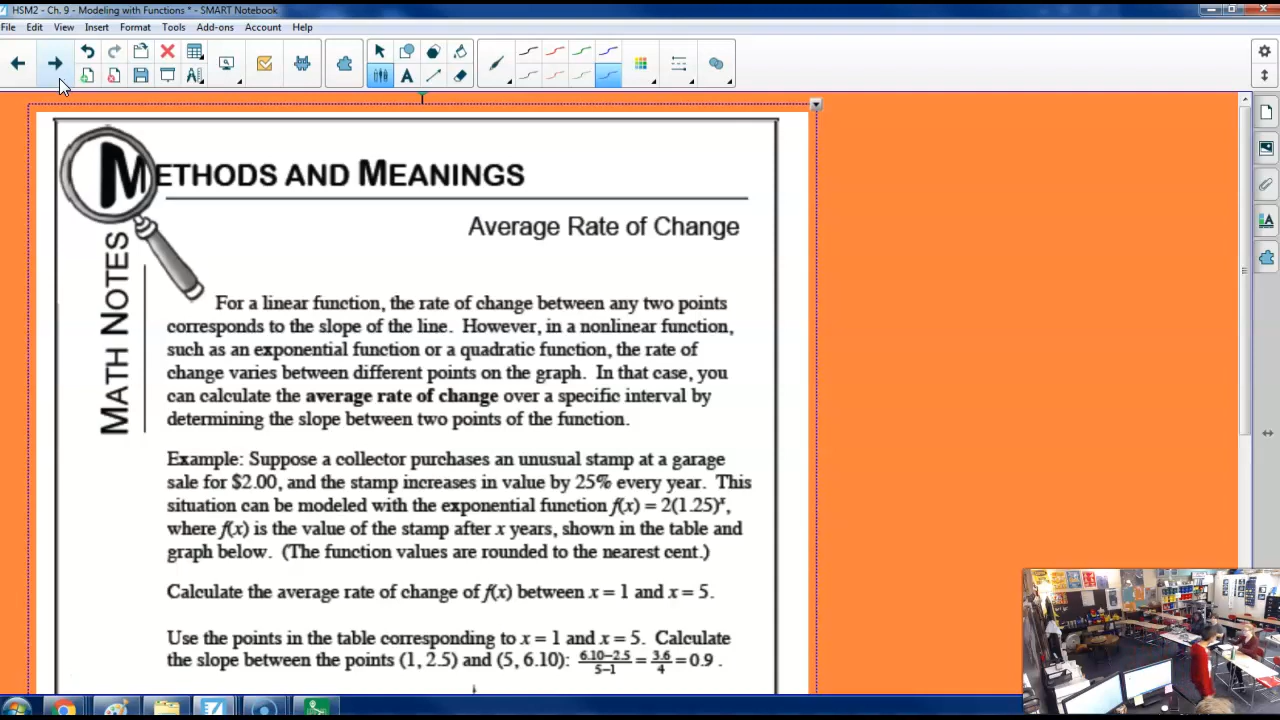 HSM2 - Ch. 9 - Modeling with Functions * - SMART Notebook
File Edit View Insert Format Tools Add-ons Account Help
METHODS AND MEANINGS
MATH NOTES
Average Rate of Change
For a linear function, the rate of change between any two points
corresponds to the slope of the line. However, in a nonlinear function,
such as an exponential function or a quadratic function, the rate of
change varies between different points on the graph. In that case, you
can calculate the average rate of change over a specific interval by
determining the slope between two points of the function.
Example: Suppose a collector purchases an unusual stamp at a garage
sale for $2.00, and the stamp increases in value by 25% every year. This
situation can be modeled with the exponential function f(x) = 2(1.25)ˣ,
where f(x) is the value of the stamp after x years, shown in the table and
graph below. (The function values are rounded to the nearest cent.)
Calculate the average rate of change of f(x) between x = 1 and x = 5.
Use the points in the table corresponding to x = 1 and x = 5. Calculate
the slope between the points (1, 2.5) and (5, 6.10): 6.10–2.5/5–1 = 3.6/4 = 0.9 .